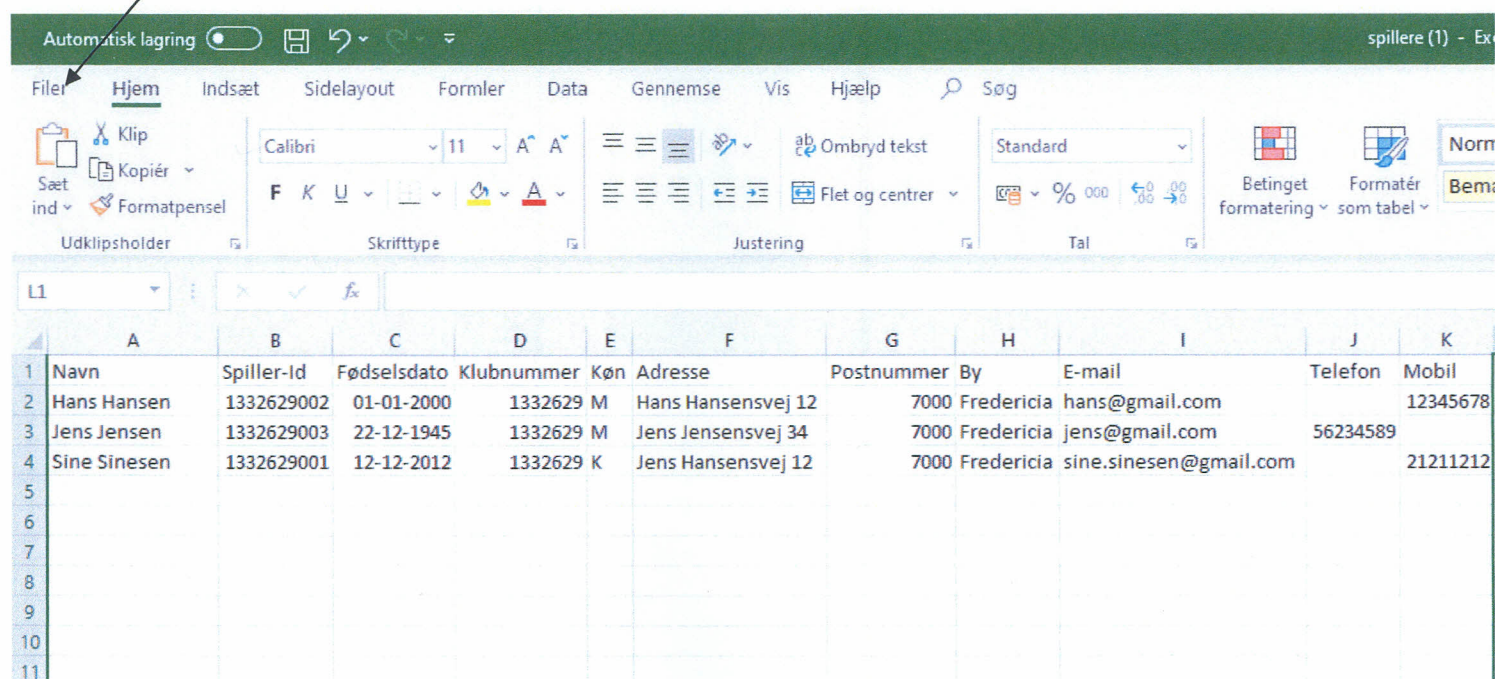 Automatisk lagring spillere (1) - Exc
Filer Hjem Indsæt Sidelayout Formler Data Gennemse Vis Hjælp Søg
Klip
Kopiér
Formatpensel
Sæt
ind
Udklipsholder
Calibri 11 A A
F K U A
Skrifttype
ab Ombryd tekst
Flet og centrer
Justering
Standard
% 000 ,00 ,00
Tal
Betinget
formatering
Formatér
som tabel
Norm
Bema
L1 fx
A B C D E F G H I J K
1 Navn Spiller-Id Fødselsdato Klubnummer Køn Adresse Postnummer By E-mail Telefon Mobil
2 Hans Hansen 1332629002 01-01-2000 1332629 M Hans Hansensvej 12 7000 Fredericia hans@gmail.com 12345678
3 Jens Jensen 1332629003 22-12-1945 1332629 M Jens Jensensvej 34 7000 Fredericia jens@gmail.com 56234589
4 Sine Sinesen 1332629001 12-12-2012 1332629 K Jens Hansensvej 12 7000 Fredericia sine.sinesen@gmail.com 21211212
5
6
7
8
9
10
11